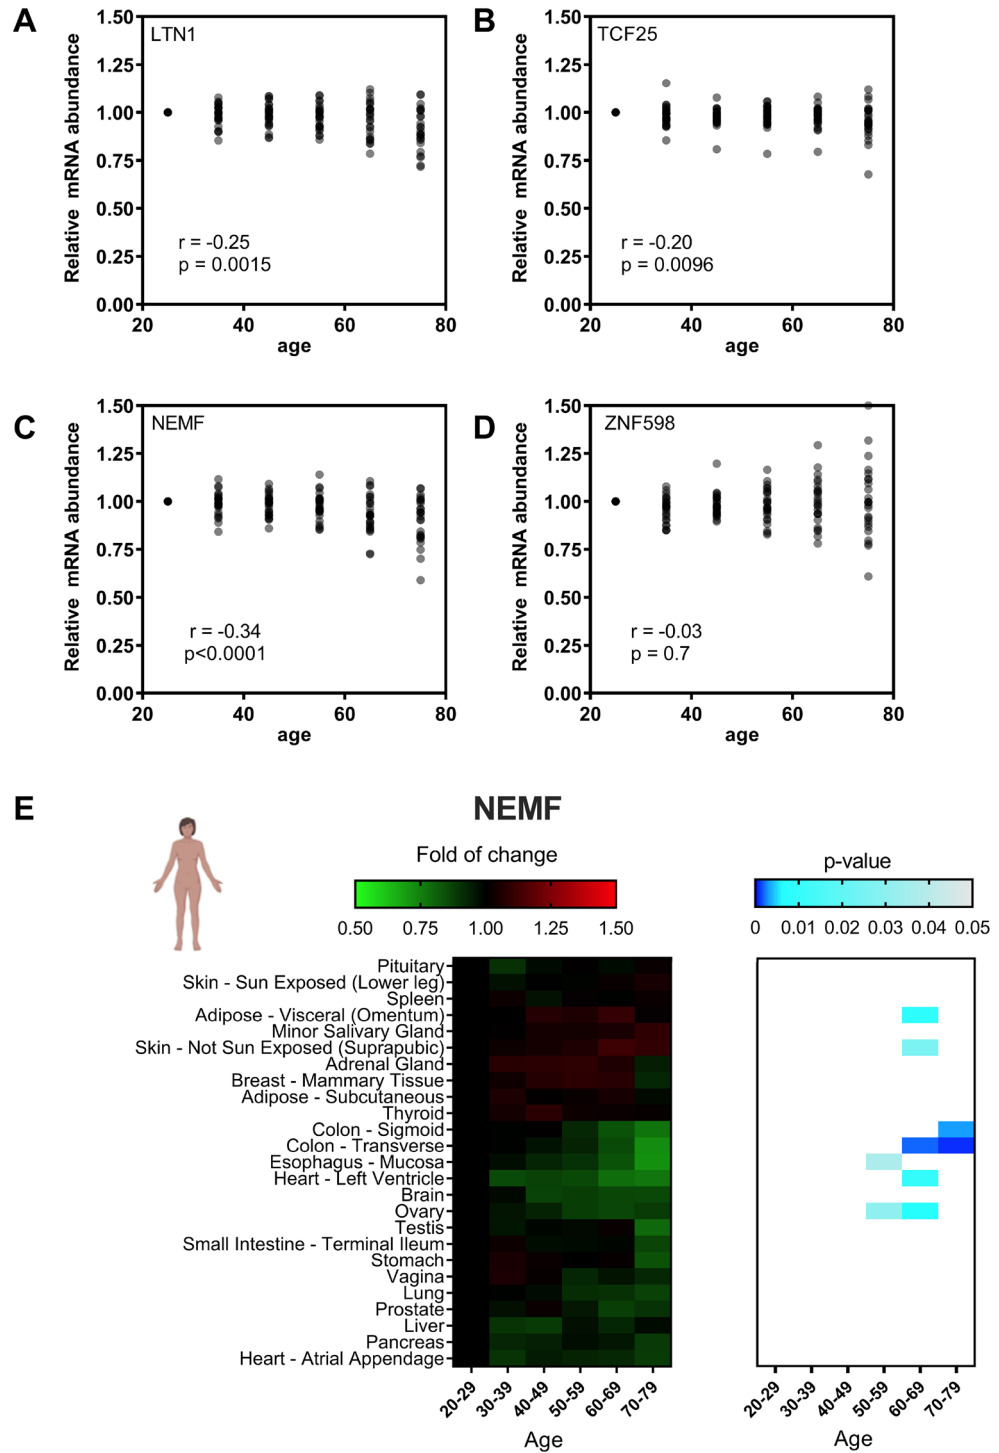 A
LTN1
Relative mRNA abundance
1.50
1.25
1.00
0.75
0.50
0.25
0.00
r = -0.25
p = 0.0015
20 40 60 80
age
B
TCF25
Relative mRNA abundance
1.50
1.25
1.00
0.75
0.50
0.25
0.00
r = -0.20
p = 0.0096
20 40 60 80
age
C
NEMF
Relative mRNA abundance
1.50
1.25
1.00
0.75
0.50
0.25
0.00
r = -0.34
p<0.0001
20 40 60 80
age
D
ZNF598
Relative mRNA abundance
1.50
1.25
1.00
0.75
0.50
0.25
0.00
r = -0.03
p = 0.7
20 40 60 80
age
E
NEMF
Fold of change
0.50 0.75 1.00 1.25 1.50
p-value
0 0.01 0.02 0.03 0.04 0.05
Pituitary
Skin - Sun Exposed (Lower leg)
Spleen
Adipose - Visceral (Omentum)
Minor Salivary Gland
Skin - Not Sun Exposed (Suprapubic)
Adrenal Gland
Breast - Mammary Tissue
Adipose - Subcutaneous
Thyroid
Colon - Sigmoid
Colon - Transverse
Esophagus - Mucosa
Heart - Left Ventricle
Brain
Ovary
Testis
Small Intestine - Terminal Ileum
Stomach
Vagina
Lung
Prostate
Liver
Pancreas
Heart - Atrial Appendage
20-29 30-39 40-49 50-59 60-69 70-79
Age
20-29 30-39 40-49 50-59 60-69 70-79
Age